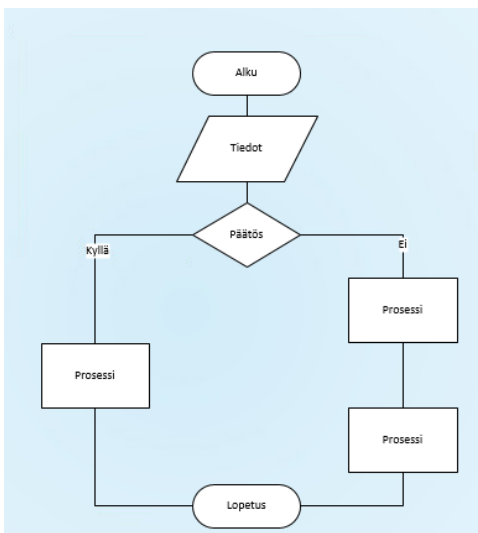 Alku
Tiedot
Päätös
Kyllä
Ei
Prosessi
Prosessi
Prosessi
Lopetus